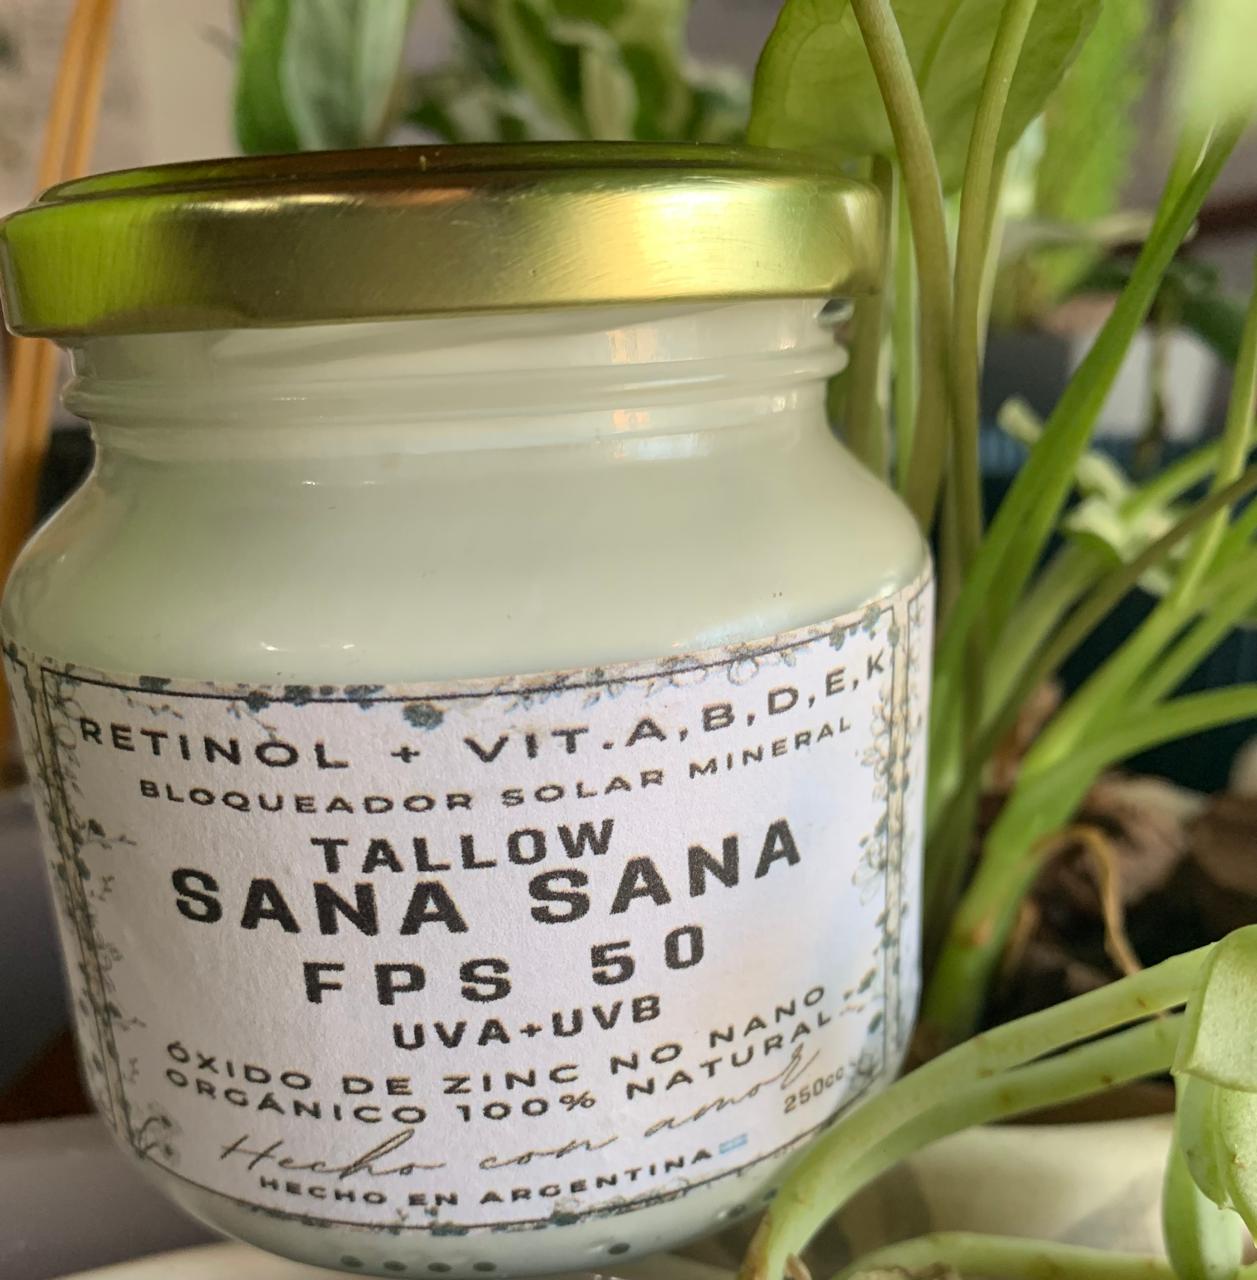 RETINOL + VIT.A,B,D,E,K
BLOQUEADOR SOLAR MINERAL
TALLOW
SANA SANA
FPS 50
UVA+UVB
ÓXIDO DE ZINC NO NANO
ORGÁNICO 100% NATURAL
Hecho con amor
250cc
HECHO EN ARGENTINA